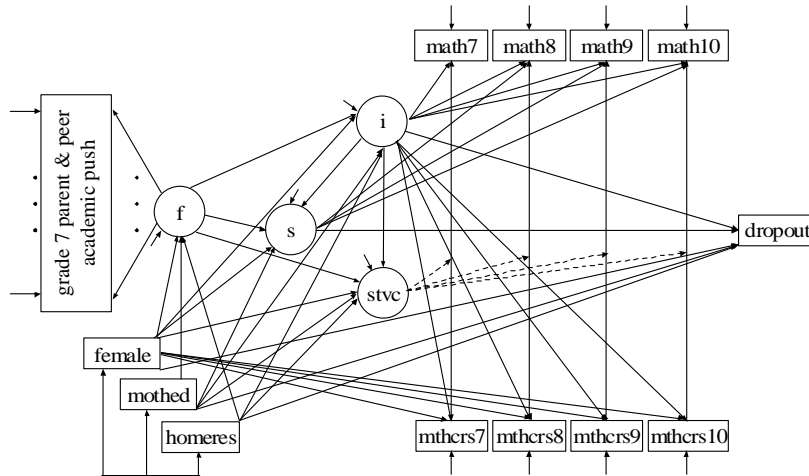 math7 math8 math9 math10
i
grade 7 parent & peer
academic push
f
s
dropout
stvc
female
mothed
homeres
mthcrs7 mthcrs8 mthcrs9 mthcrs10